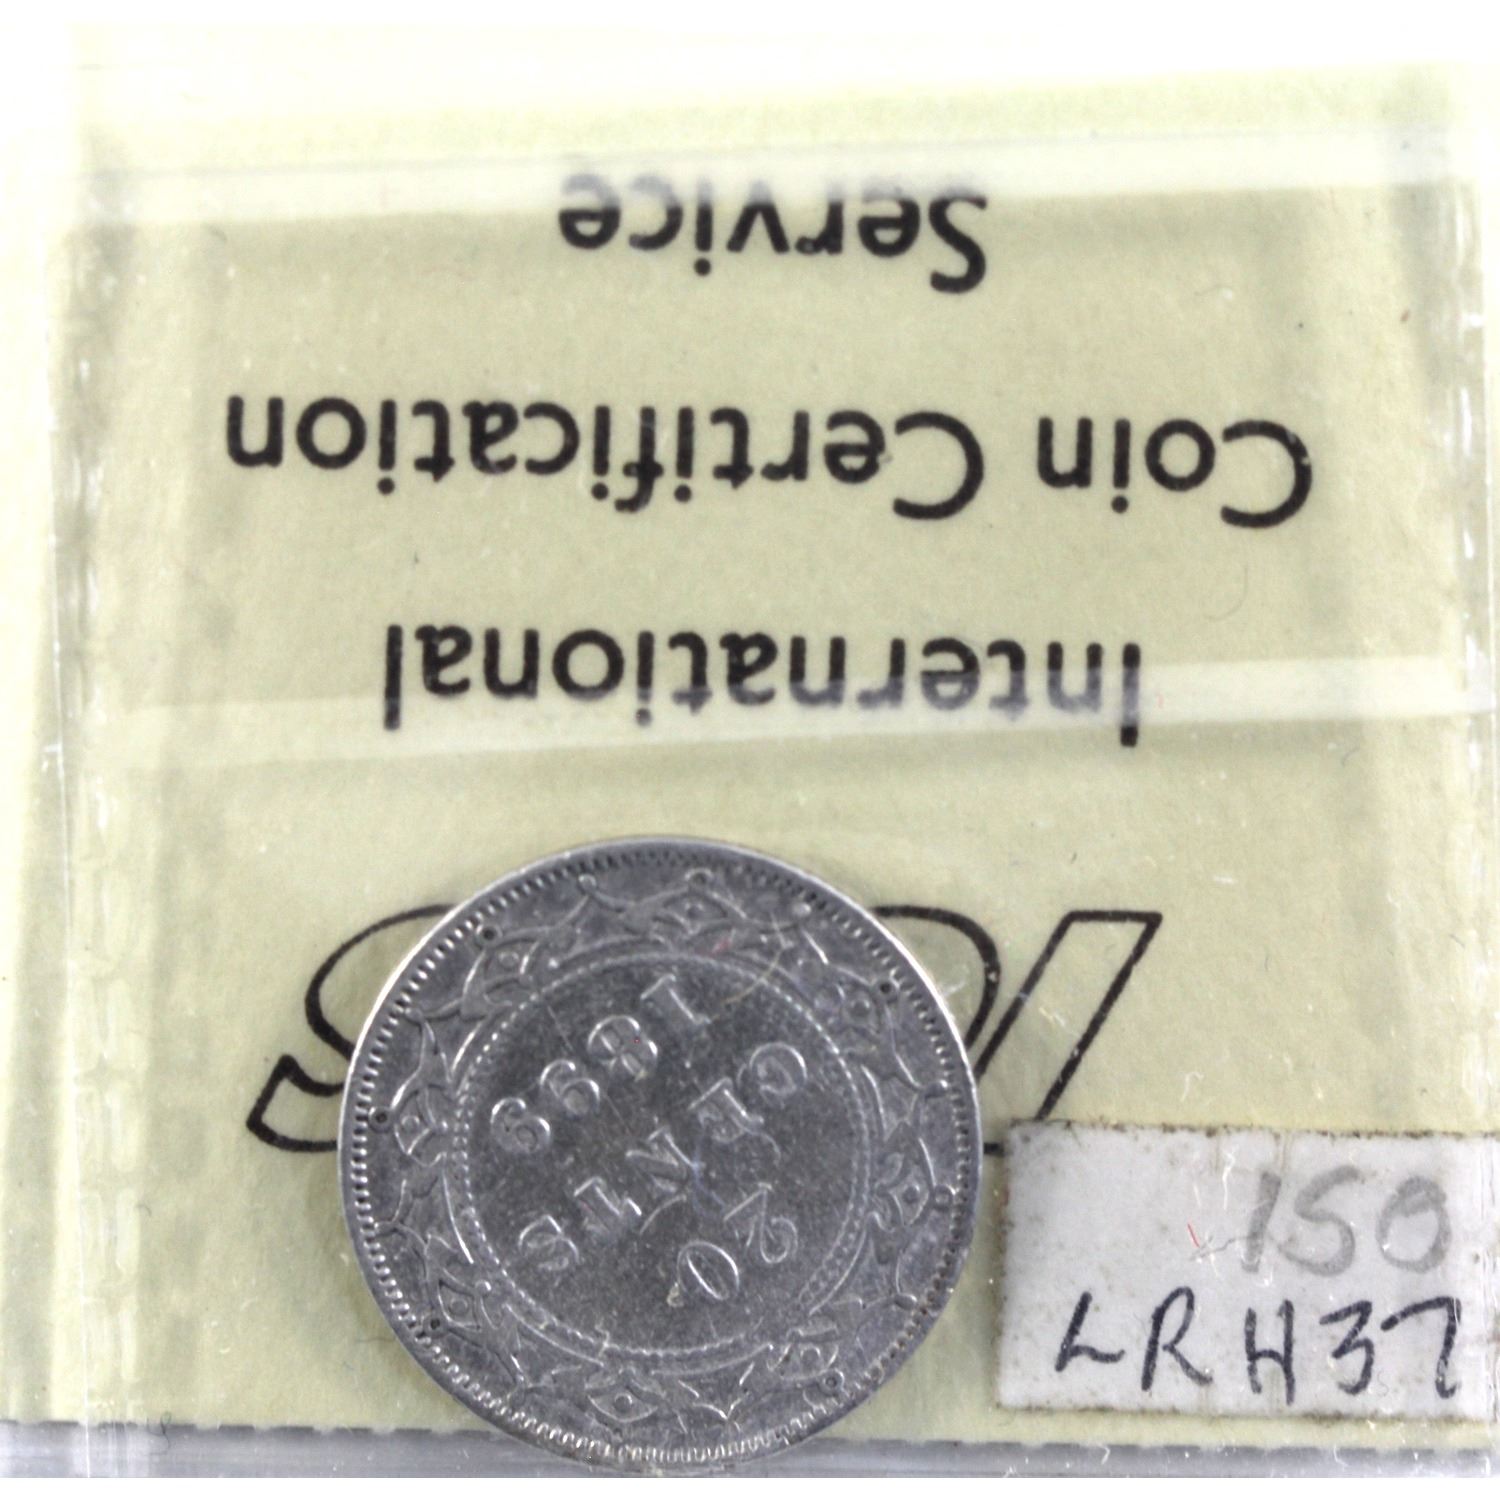 International
Coin Certification
Service
20
CENTS
1899
150
LRH37